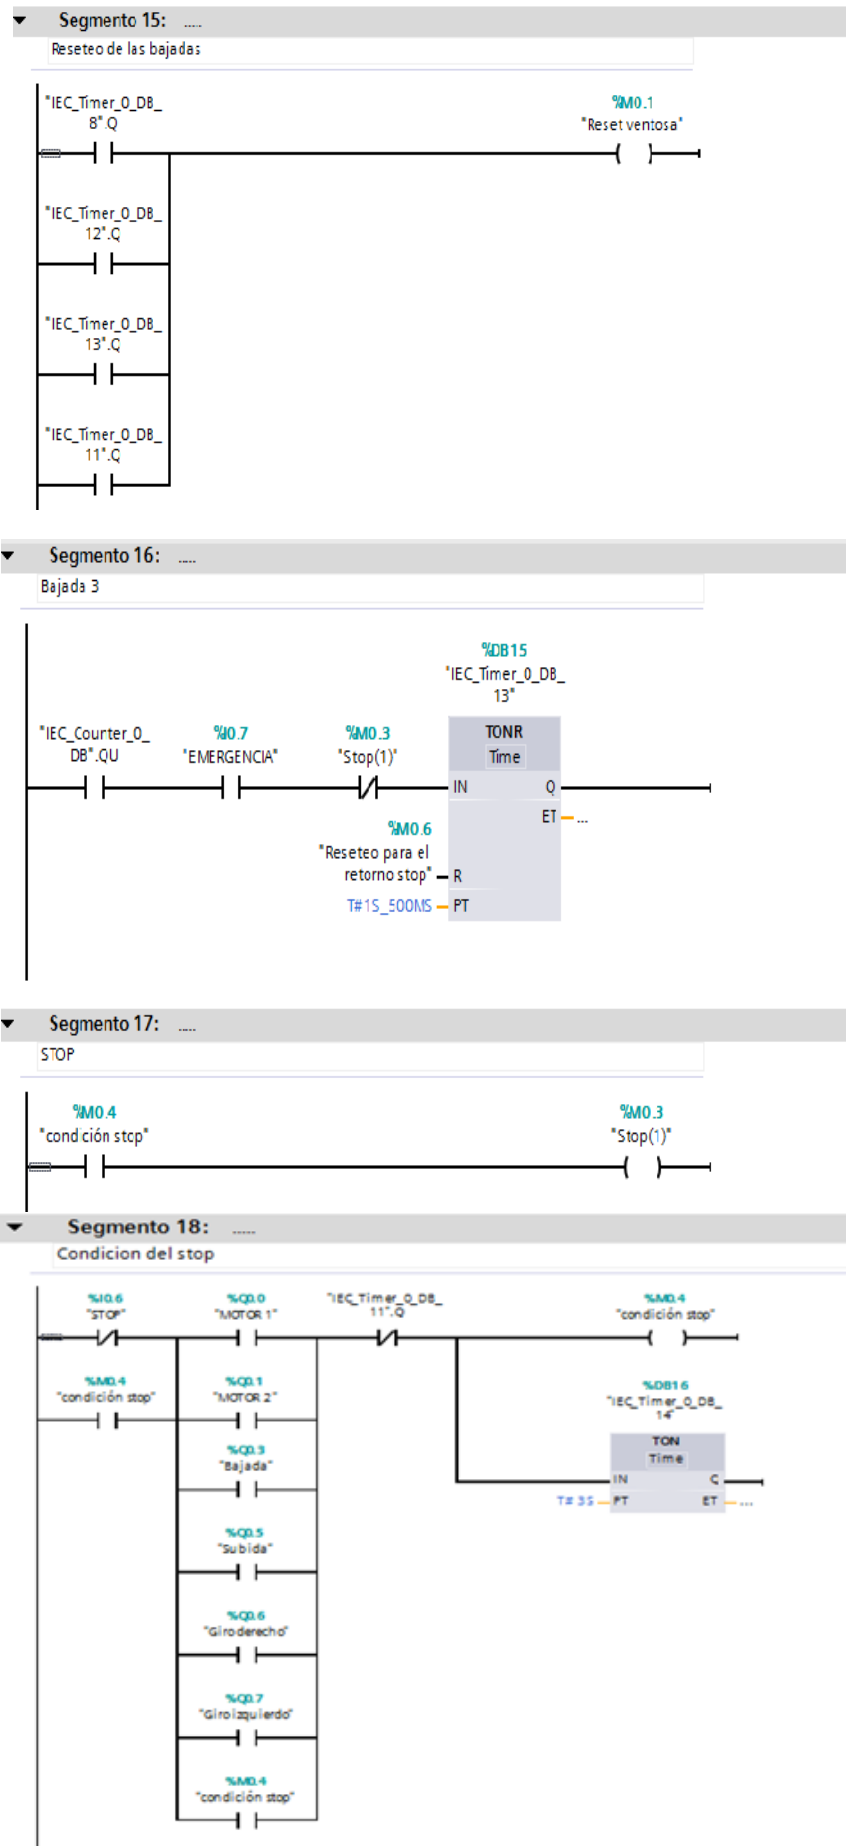 Segmento 15: .....
Reseteo de las bajadas
"IEC_Timer_0_DB_
8".Q
%M0.1
"Reset ventosa"
"IEC_Timer_0_DB_
12".Q
"IEC_Timer_0_DB_
13".Q
"IEC_Timer_0_DB_
11".Q
Segmento 16: .....
Bajada 3
%DB15
"IEC_Timer_0_DB_
13"
"IEC_Counter_0_
DB".QU
%I0.7
"EMERGENCIA"
%M0.3
"Stop(1)"
TONR
Time
IN
Q
ET
...
%M0.6
"Reseteo para el
retorno stop"
R
T#1S_500MS
PT
Segmento 17: .....
STOP
%M0.4
"condición stop"
%M0.3
"Stop(1)"
Segmento 18: .....
Condicion del stop
%I0.6
"STOP"
%Q0.0
"MOTOR 1"
"IEC_Timer_0_DB_
11".Q
%M0.4
"condición stop"
%M0.4
"condición stop"
%Q0.1
"MOTOR 2"
%DB16
"IEC_Timer_0_DB_
14"
TON
Time
IN
Q
T#3S
PT
ET
...
%Q0.3
"Bajada"
%Q0.5
"Subida"
%Q0.6
"Giro derecho"
%Q0.7
"Giro izquierdo"
%M0.4
"condición stop"